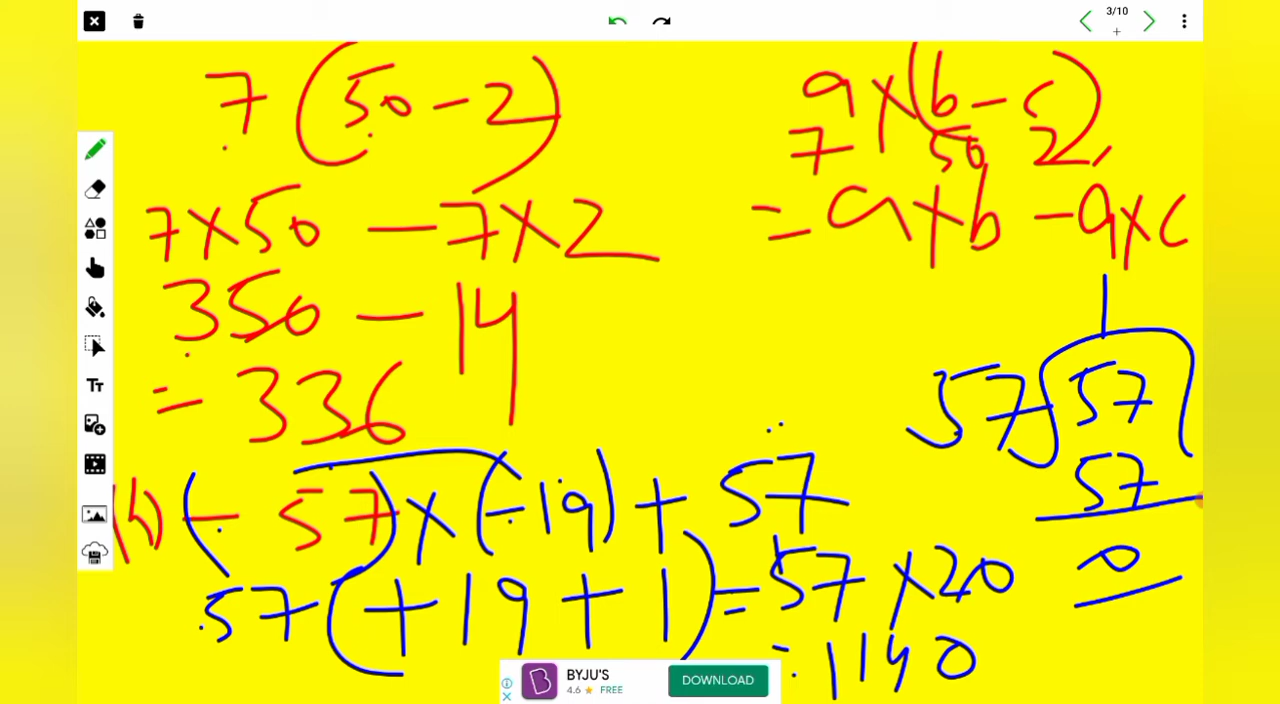 3/10
+
7 (50 - 2)
7 × 50 - 7 × 2
350 - 14
= 336
a × (b - c)
7 50 2,
= a × b - a × c
1
57 57
57
0
(- 57) × (-19) + 57
57 (+ 19 + 1) = 57 × 20
= 1140
Tт
BYJU'S
4.6 ★ FREE
DOWNLOAD